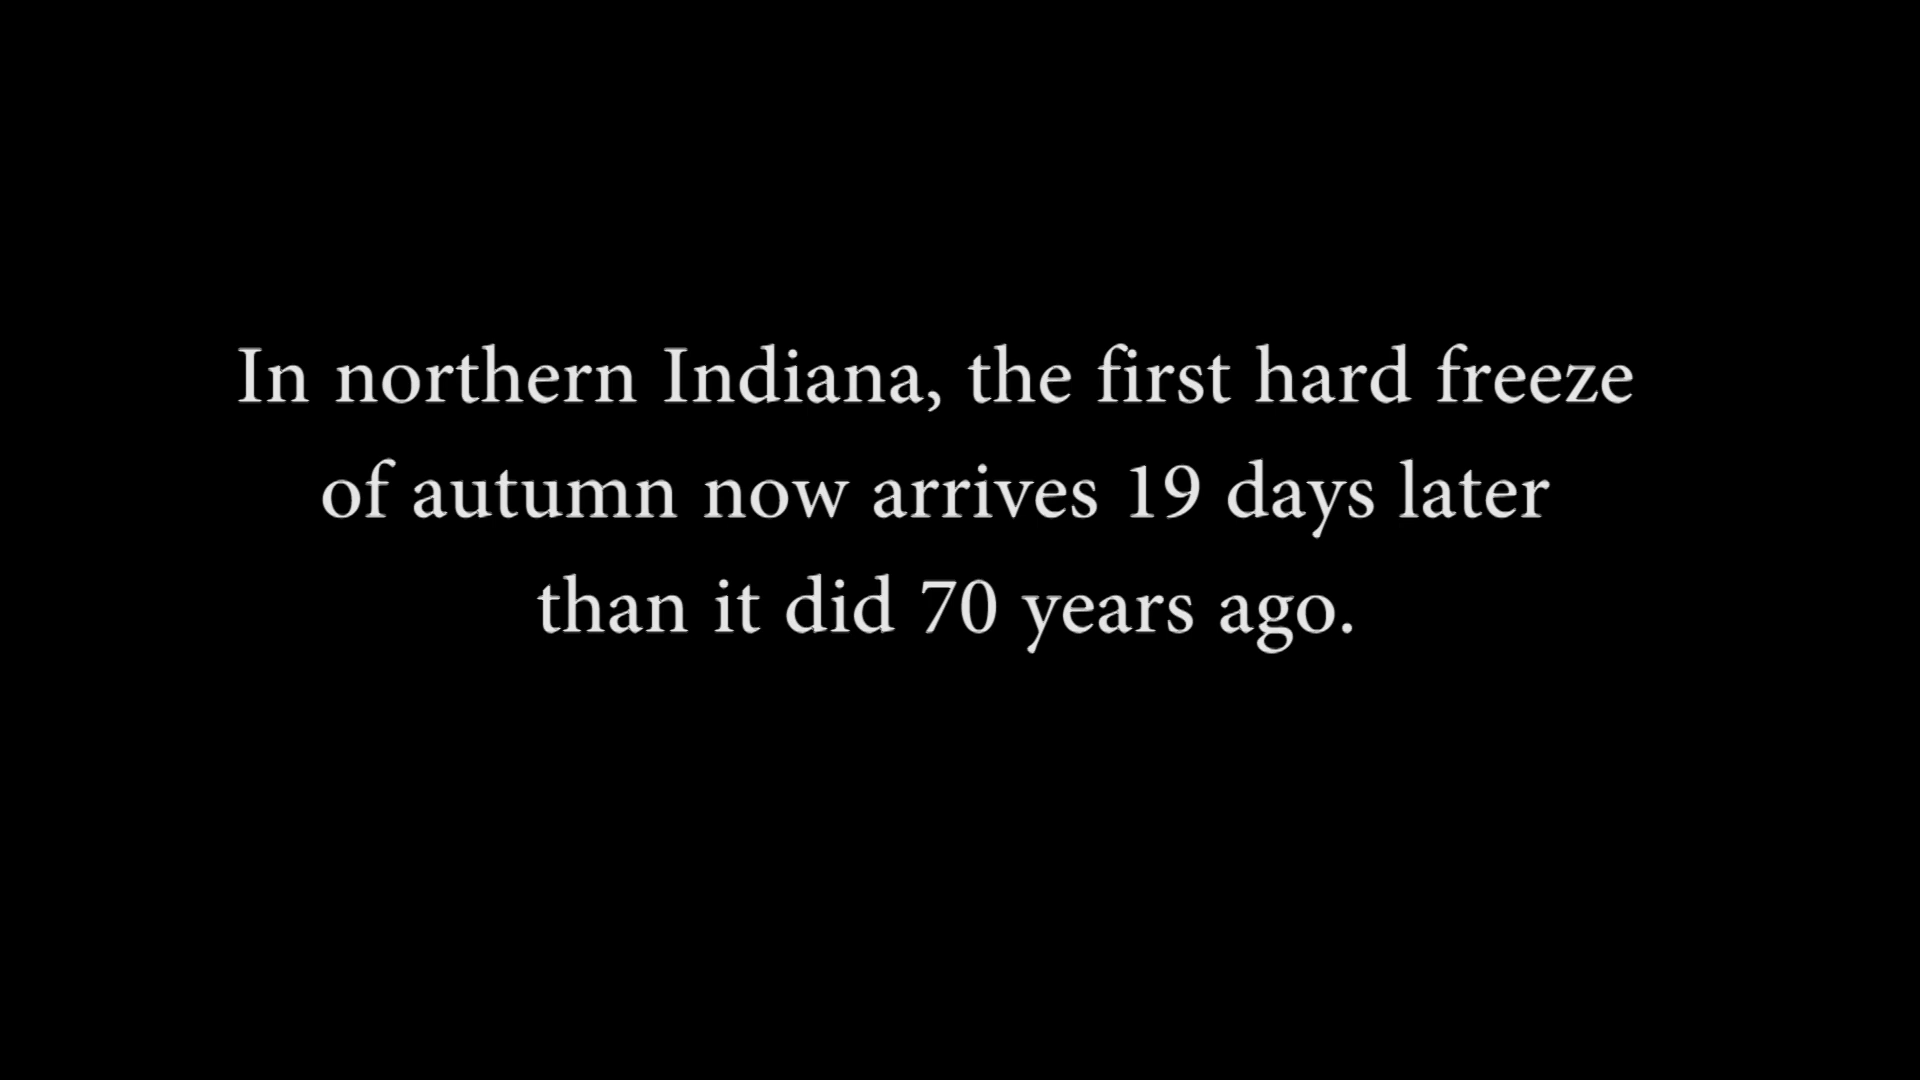 In northern Indiana, the first hard freeze
of autumn now arrives 19 days later
than it did 70 years ago.